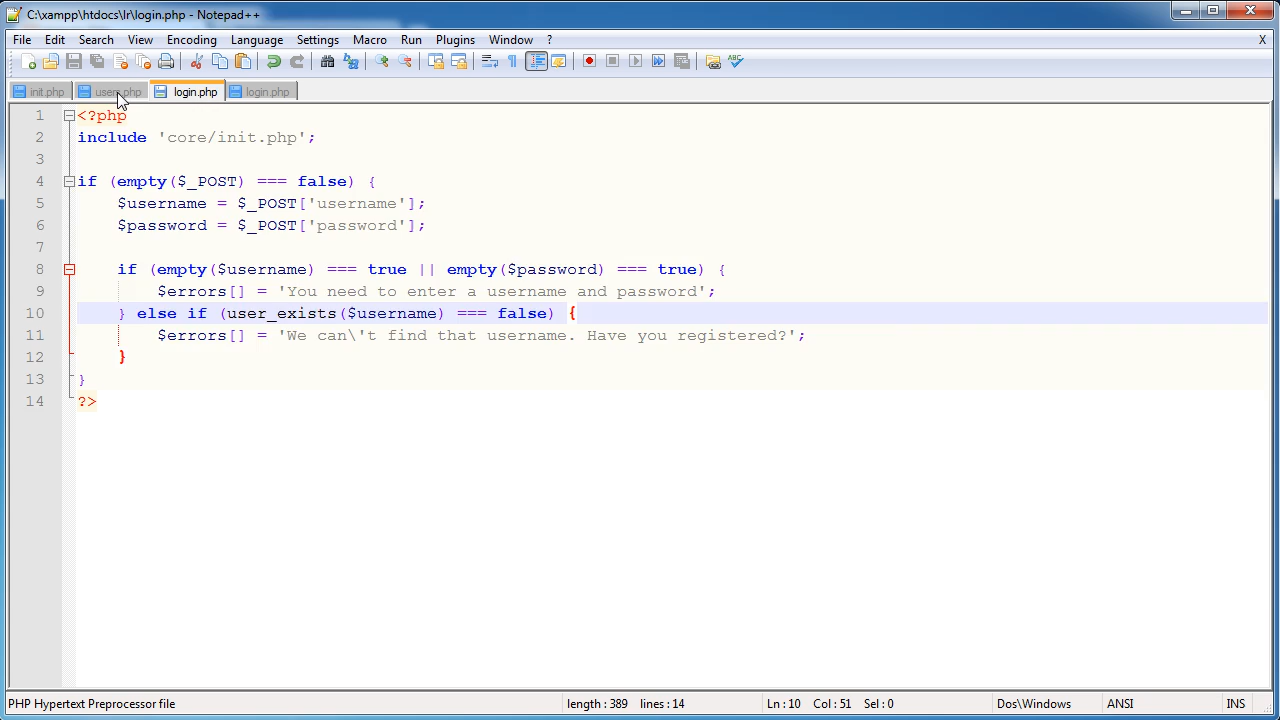 C:\xampp\htdocs\lr\login.php - Notepad++
File Edit Search View Encoding Language Settings Macro Run Plugins Window ? X
init.php login.php login.php
1 <?php
2 include 'core/init.php';
3
4 if (empty($_POST) === false) {
5 $username = $_POST['username'];
6 $password = $_POST['password'];
7
8 if (empty($username) === true || empty($password) === true) {
9 $errors[] = 'You need to enter a username and password';
10 } else if (user_exists($username) === false) {
11 $errors[] = 'We can\'t find that username. Have you registered?';
12 }
13 }
14 ?>
PHP Hypertext Preprocessor file length : 389 lines : 14 Ln : 10 Col : 51 Sel : 0 Dos\Windows ANSI INS